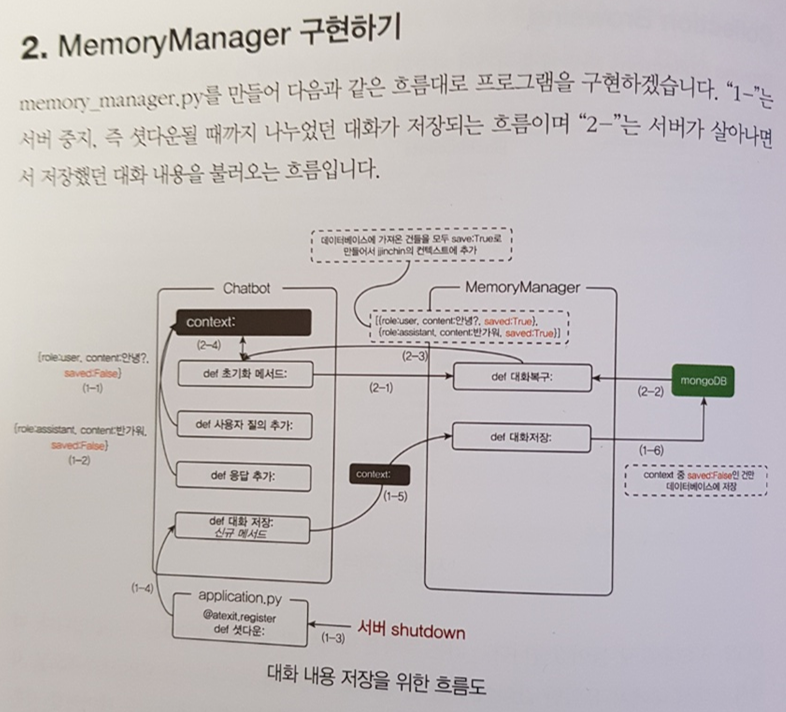 2. MemoryManager 구현하기
memory_manager.py를 만들어 다음과 같은 흐름대로 프로그램을 구현하겠습니다. “1-”는
서버 중지, 즉 셧다운될 때까지 나누었던 대화가 저장되는 흐름이며 “2-”는 서버가 살아나면
서 저장했던 대화 내용을 불러오는 흐름입니다.
데이터베이스에 가져온 건들을 모두 save:True로
만들어서 jjinchin의 컨텍스트에 추가
Chatbot
MemoryManager
context:
[{role:user, content:안녕?, saved:True},
{role:assistant, content:반가워, saved:True}]
(2-4)
(2-3)
{role:user, content:안녕?,
saved:False}
(1-1)
def 초기화 메서드:
(2-1)
def 대화복구:
(2-2)
mongoDB
{role:assistant, content:반가워,
saved:False}
(1-2)
def 사용자 질의 추가:
def 대화저장:
(1-6)
def 응답 추가:
context:
(1-5)
context 중 saved:False인 건만
데이터베이스에 저장
def 대화 저장:
신규 메서드
(1-4)
application.py
@atexit.register
def 셧다운:
(1-3)
서버 shutdown
대화 내용 저장을 위한 흐름도